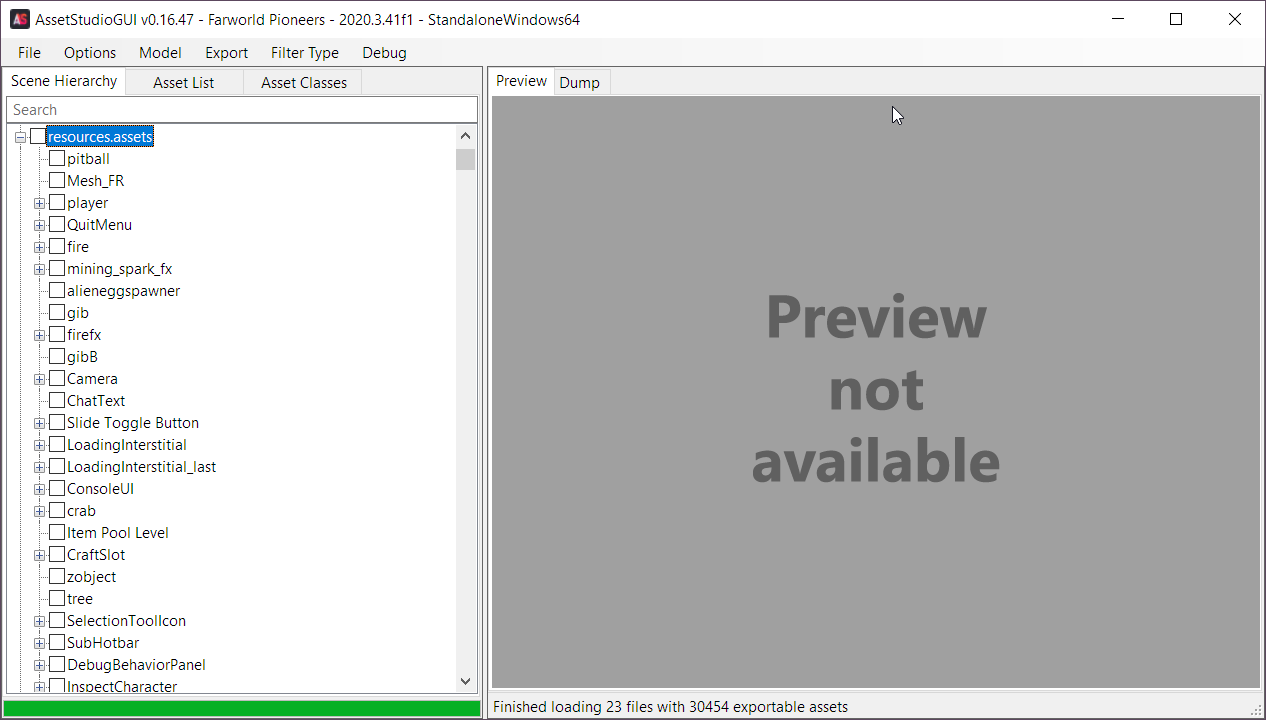 AS AssetStudioGUI v0.16.47 - Farworld Pioneers - 2020.3.41f1 - StandaloneWindows64
File Options Model Export Filter Type Debug
Scene Hierarchy Asset List Asset Classes
Search
resources.assets
pitball
Mesh_FR
player
QuitMenu
fire
mining_spark_fx
alieneggspawner
gib
firefx
gibB
Camera
ChatText
Slide Toggle Button
LoadingInterstitial
LoadingInterstitial_last
ConsoleUI
crab
Item Pool Level
CraftSlot
zobject
tree
SelectionToolIcon
SubHotbar
DebugBehaviorPanel
InspectCharacter
Preview Dump
Preview
not
available
Finished loading 23 files with 30454 exportable assets